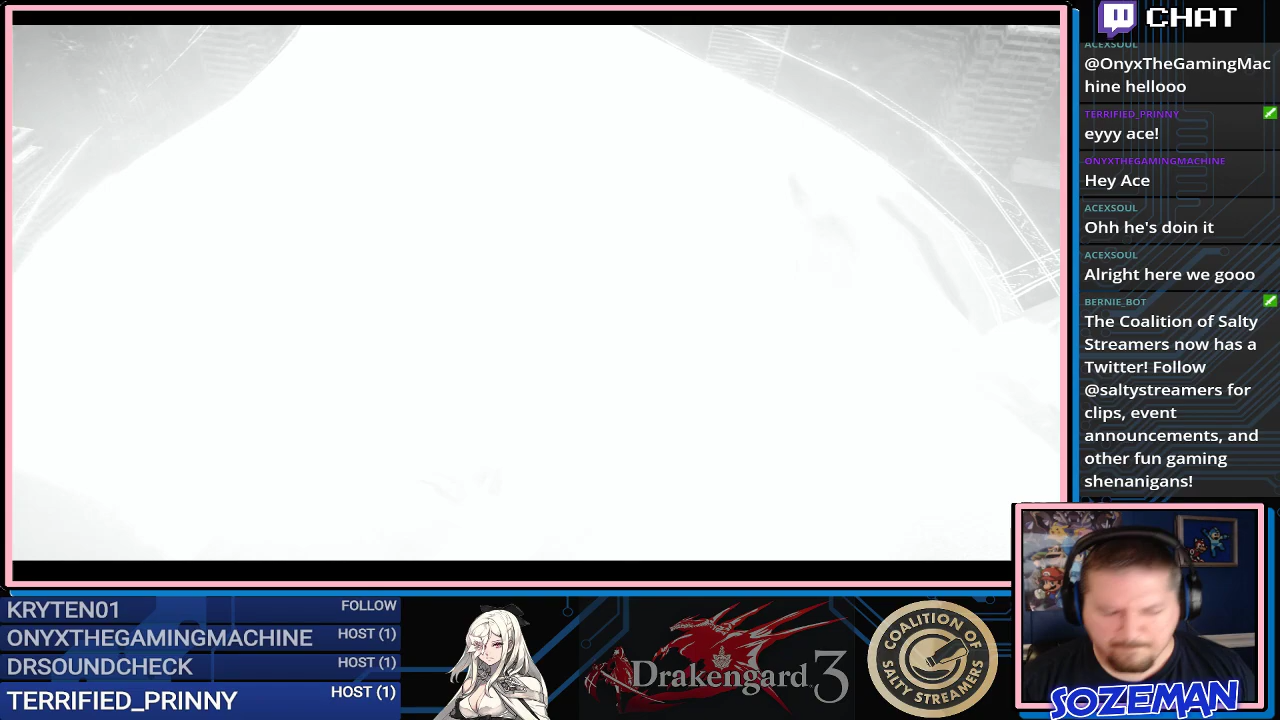 CHAT
ACEXSOUL
@OnyxTheGamingMac
hine hellooo
TERRIFIED_PRINNY
eyyy ace!
ONYXTHEGAMINGMACHINE
Hey Ace
ACEXSOUL
Ohh he's doin it
ACEXSOUL
Alright here we gooo
BERNIE_BOT
The Coalition of Salty
Streamers now has a
Twitter! Follow
@saltystreamers for
clips, event
announcements, and
other fun gaming
shenanigans!
KRYTEN01 FOLLOW
ONYXTHEGAMINGMACHINE HOST (1)
DRSOUNDCHECK HOST (1)
TERRIFIED_PRINNY HOST (1)
Drakengard 3
COALITION OF
SALTY STREAMERS
SOZEMAN